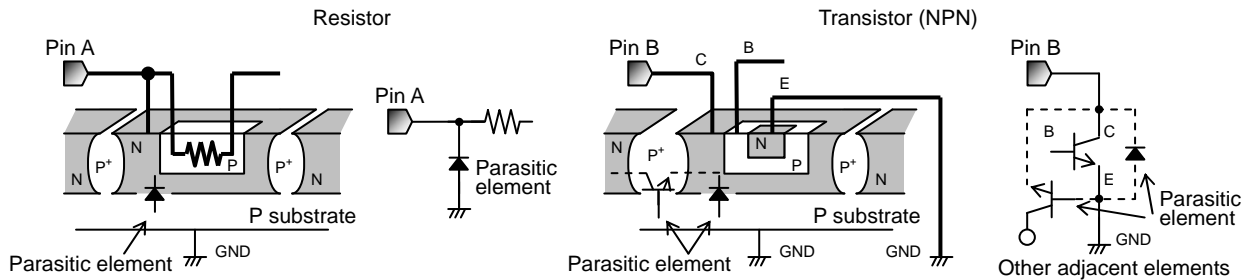 Resistor
Transistor (NPN)
Pin A
Pin A
Pin B
C
B
E
Pin B
N
P+
N
P
P+
N
Parasitic
element
P substrate
GND
Parasitic element
N
P+
N
P
P+
N
P substrate
GND
GND
Parasitic element
B
C
E
Parasitic
element
GND
Other adjacent elements